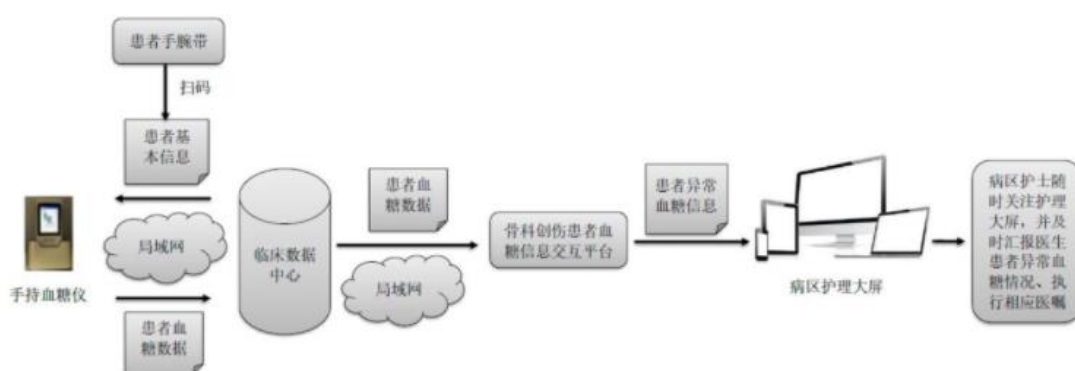 患者手腕带
扫码
患者基
本信息
局域网
手持血糖仪
患者血
糖数据
临床数据
中心
患者血
糖数据
局域网
骨科创伤患者血
糖信息交互平台
患者异常
血糖信息
病区护理大屏
病区护士随
时关注护理
大屏，并及
时汇报医生
患者异常血
糖情况、执
行相应医嘱